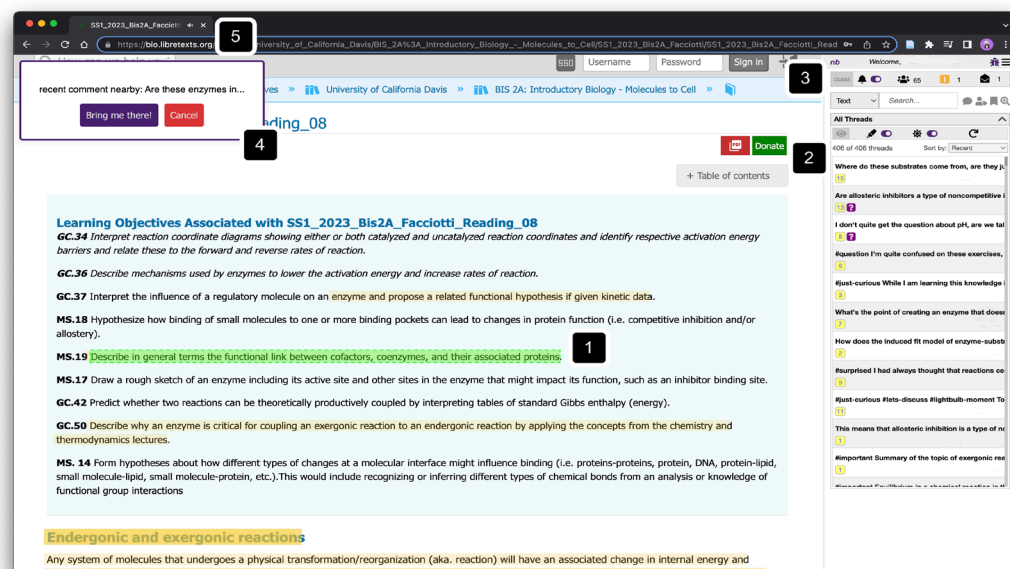 SS1_2023_Bis2A_Facciotti
5
https://bio.libretexts.org
niversity_of_California_Davis/BIS_2A%3A_Introductory_Biology_-_Molecules_to_Cell/SS1_2023_Bis2A_Facciotti/SS1_2023_Bis2A_Facciotti_Read
SSO Username Password Sign In
recent comment nearby: Are these enzymes in...
Bring me there! Cancel
4
ves » University of California Davis » BIS 2A: Introductory Biology - Molecules to Cell »
ding_08
PDF Donate
+ Table of contents
Learning Objectives Associated with SS1_2023_Bis2A_Facciotti_Reading_08
GC.34 Interpret reaction coordinate diagrams showing either or both catalyzed and uncatalyzed reaction coordinates and identify respective activation energy
barriers and relate these to the forward and reverse rates of reaction.
GC.36 Describe mechanisms used by enzymes to lower the activation energy and increase rates of reaction.
GC.37 Interpret the influence of a regulatory molecule on an enzyme and propose a related functional hypothesis if given kinetic data.
MS.18 Hypothesize how binding of small molecules to one or more binding pockets can lead to changes in protein function (i.e. competitive inhibition and/or
allostery).
MS.19 Describe in general terms the functional link between cofactors, coenzymes, and their associated proteins.
1
MS.17 Draw a rough sketch of an enzyme including its active site and other sites in the enzyme that might impact its function, such as an inhibitor binding site.
GC.42 Predict whether two reactions can be theoretically productively coupled by interpreting tables of standard Gibbs enthalpy (energy).
GC.50 Describe why an enzyme is critical for coupling an exergonic reaction to an endergonic reaction by applying the concepts from the chemistry and
thermodynamics lectures.
MS. 14 Form hypotheses about how different types of changes at a molecular interface might influence binding (i.e. proteins-proteins, protein, DNA, protein-lipid,
small molecule-lipid, small molecule-protein, etc.).This would include recognizing or inferring different types of chemical bonds from an analysis or knowledge of
functional group interactions
Endergonic and exergonic reactions
Any system of molecules that undergoes a physical transformation/reorganization (aka. reaction) will have an associated change in internal energy and
3
2
nb Welcome,
CLASS 65 1 1
Text Search...
All Threads
406 of 406 threads Sort by: Recent
Where do these substrates come from, are they ju
15
Are allosteric inhibitors a type of noncompetitive i
13 ?
I don't quite get the question about pH, are we tal
8 ?
#question I'm quite confused on these exercises,
6
#just-curious While I am learning this knowledge i
3
What's the point of creating an enzyme that doesn
7
How does the induced fit model of enzyme-substr
2
#surprised I had always thought that reactions ce
9
#just-curious #lets-discuss #lightbulb-moment To
11
This means that allosteric inhibition is a type of no
1
#important Summary of the topic of exergonic rea
1